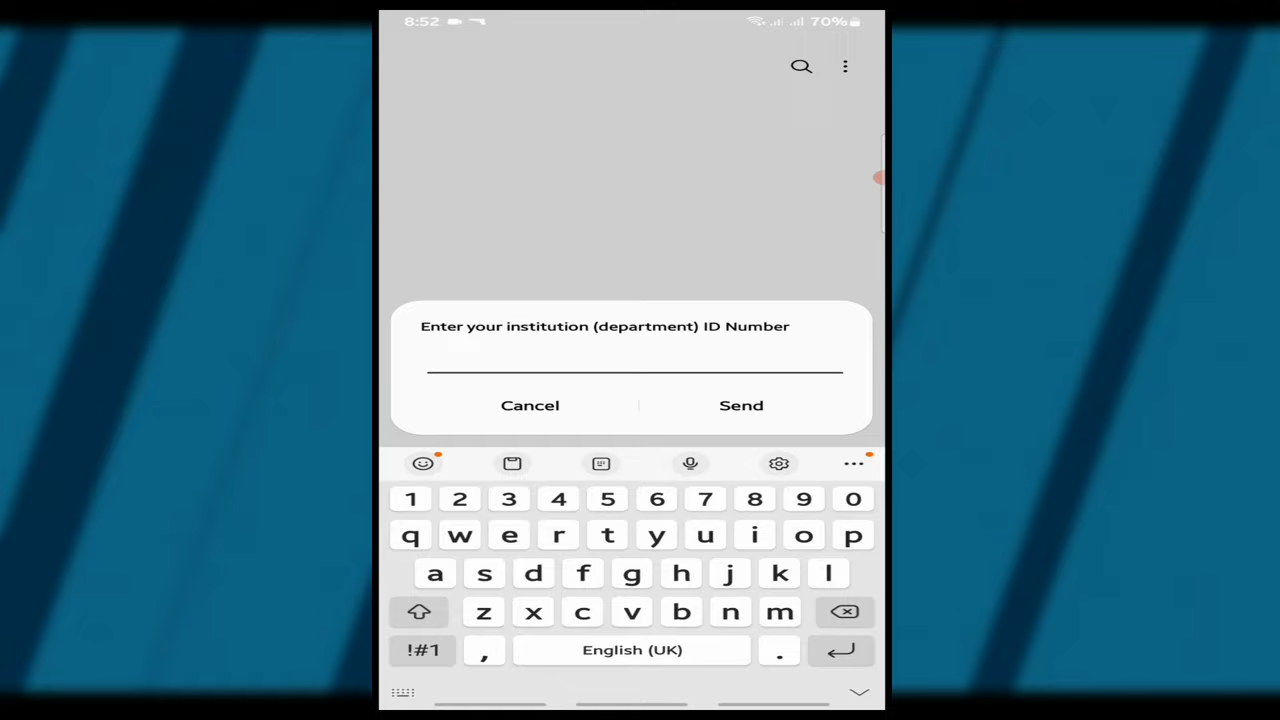 8:52 70%
Enter your institution (department) ID Number
Cancel Send
1 2 3 4 5 6 7 8 9 0
q w e r t y u i o p
a s d f g h j k l
z x c v b n m
!#1 , English (UK) .